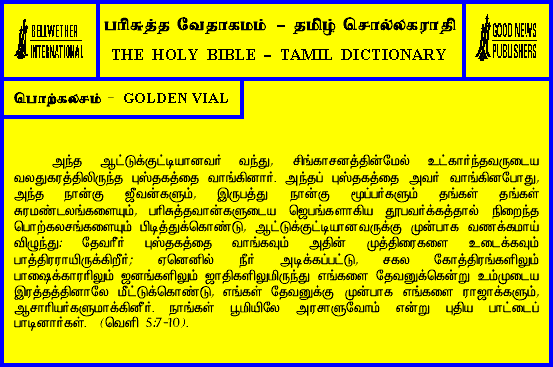 BELLWETHER
INTERNATIONAL
பரிசுத்த வேதாகமம் - தமிழ் சொல்லகராதி
THE HOLY BIBLE - TAMIL DICTIONARY
GOOD NEWS
PUBLISHERS
பொற்கலசம் - GOLDEN VIAL
அந்த ஆட்டுக்குட்டியானவர் வந்து, சிங்காசனத்தின்மேல் உட்கார்ந்தவருடைய
வலதுகரத்திலிருந்த புஸ்தகத்தை வாங்கினார். அந்தப் புஸ்தகத்தை அவர் வாங்கினபோது,
அந்த நான்கு ஜீவன்களும், இருபத்து நான்கு மூப்பர்களும் தங்கள் தங்கள்
சுரமண்டலங்களையும், பரிசுத்தவான்களுடைய ஜெபங்களாகிய தூபவர்க்கத்தால் நிறைந்த
பொற்கலசங்களையும் பிடித்துக்கொண்டு, ஆட்டுக்குட்டியானவருக்கு முன்பாக வணக்கமாய்
விழுந்து: தேவரீர் புஸ்தகத்தை வாங்கவும் அதின் முத்திரைகளை உடைக்கவும்
பாத்திரராயிருக்கிறீர்; ஏனெனில் நீர் அடிக்கப்பட்டு, சகல கோத்திரங்களிலும்
பாஷைக்காரரிலும் ஜனங்களிலும் ஜாதிகளிலுமிருந்து எங்களை தேவனுக்கென்று உம்முடைய
இரத்தத்தினாலே மீட்டுக்கொண்டு, எங்கள் தேவனுக்கு முன்பாக எங்களை ராஜாக்களும்,
ஆசாரியர்களுமாக்கினீர். நாங்கள் பூமியிலே அரசாளுவோம் என்று புதிய பாட்டைப்
பாடினார்கள். (வெளி 5:7-10).